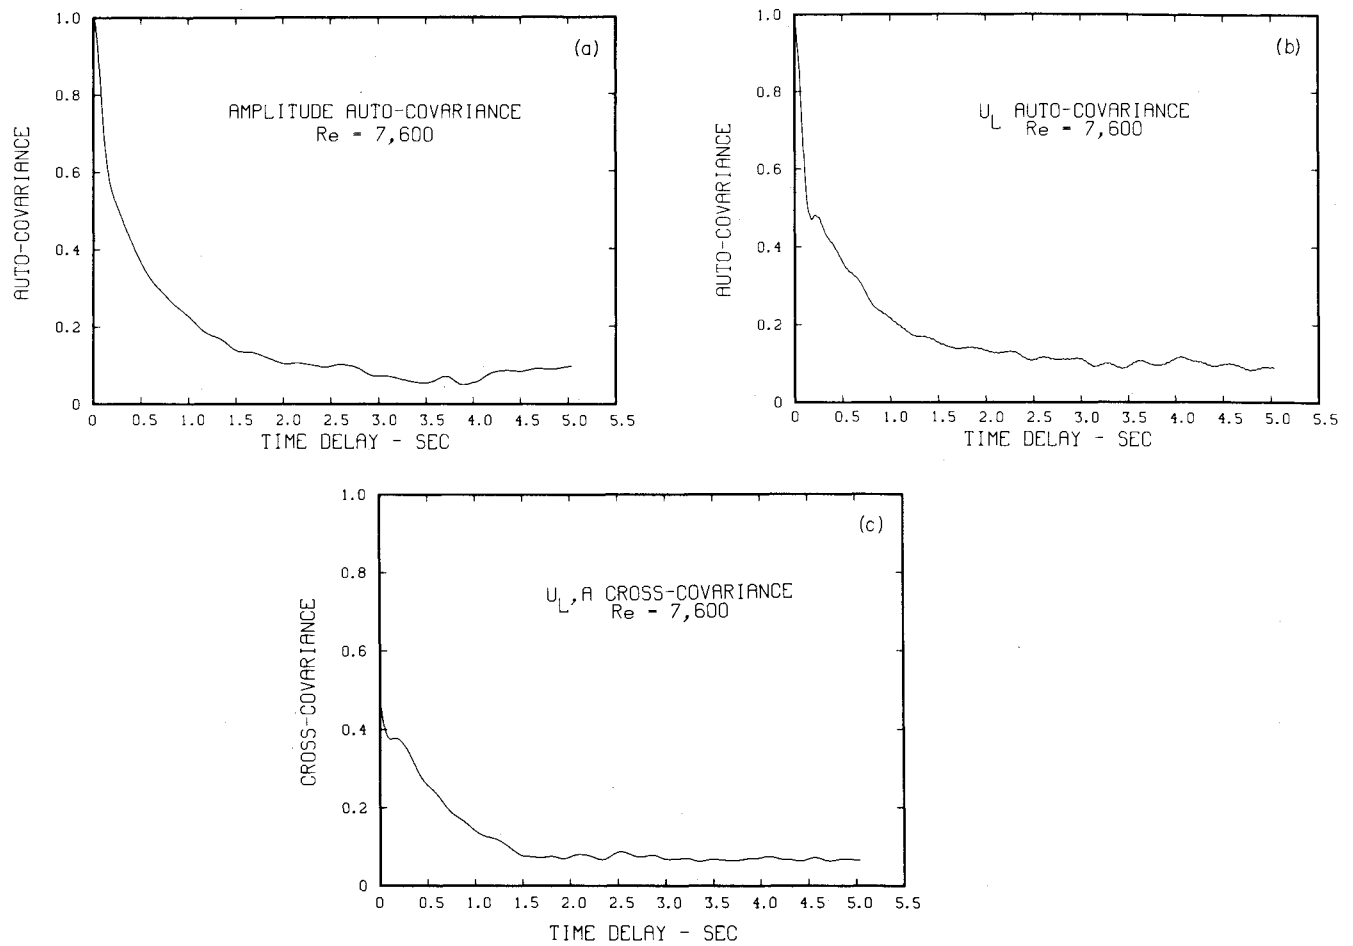 (a)
AMPLITUDE AUTO-COVARIANCE
Re = 7,600
AUTO-COVARIANCE
1.0
0.8
0.6
0.4
0.2
0
0 0.5 1.0 1.5 2.0 2.5 3.0 3.5 4.0 4.5 5.0 5.5
TIME DELAY - SEC
(b)
UL AUTO-COVARIANCE
Re = 7,600
AUTO-COVARIANCE
1.0
0.8
0.6
0.4
0.2
0
0 0.5 1.0 1.5 2.0 2.5 3.0 3.5 4.0 4.5 5.0 5.5
TIME DELAY - SEC
(c)
UL,A CROSS-COVARIANCE
Re - 7,600
CROSS-COVARIANCE
1.0
0.8
0.6
0.4
0.2
0
0 0.5 1.0 1.5 2.0 2.5 3.0 3.5 4.0 4.5 5.0 5.5
TIME DELAY - SEC